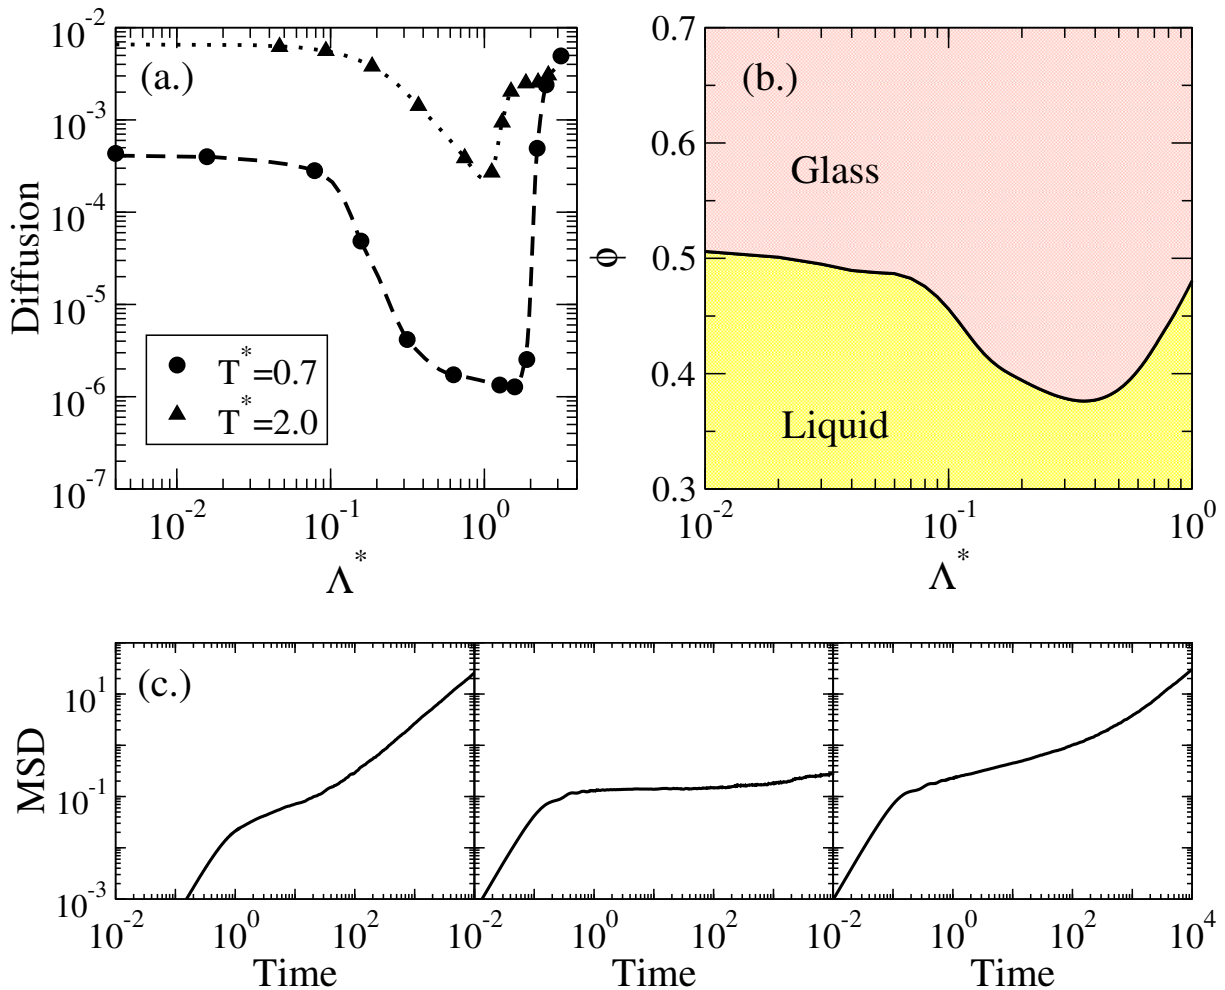 (a.)
10^-2
10^-3
10^-4
10^-5
10^-6
10^-7
Diffusion
T^*=0.7
T^*=2.0
10^-2 10^-1 10^0
Λ^*
(b.)
0.7
0.6
0.5
0.4
0.3
ϕ
Glass
Liquid
10^-2 10^-1 10^0
Λ^*
(c.)
10^1
10^-1
10^-3
MSD
10^-2 10^0 10^2 10^-2 10^0 10^2 10^-2 10^0 10^2 10^4
Time Time Time